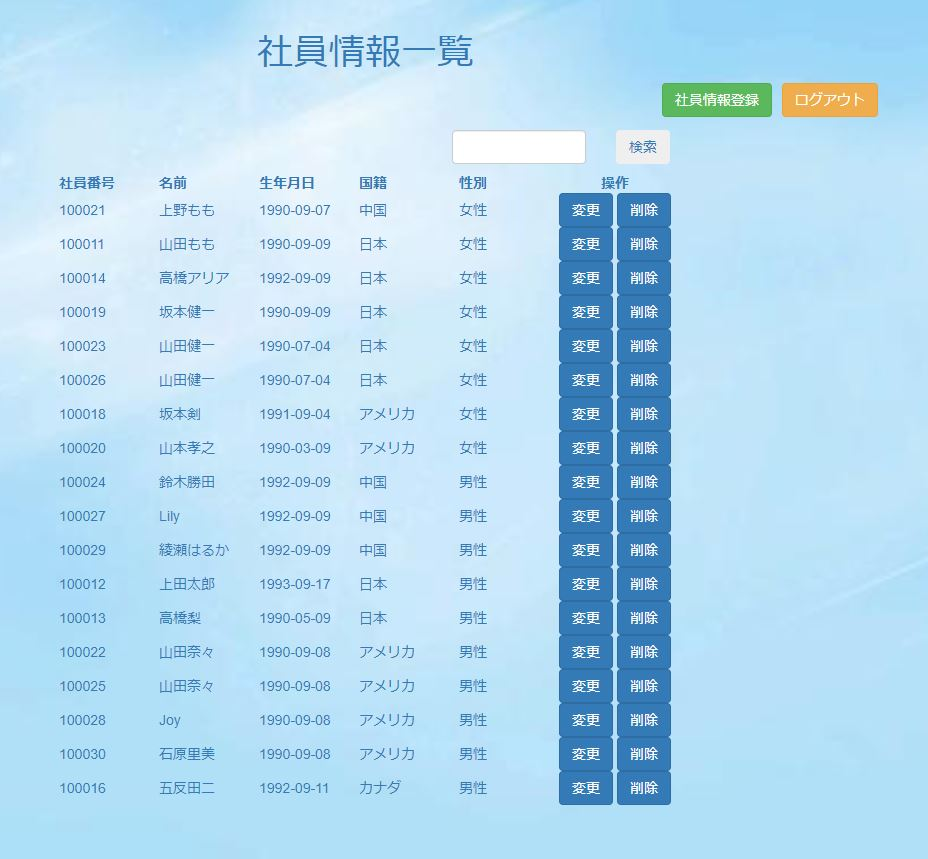 社員情報一覧
社員情報登録 ログアウト
検索
社員番号 名前 生年月日 国籍 性別 操作
100021 上野もも 1990-09-07 中国 女性 変更 削除
100011 山田もも 1990-09-09 日本 女性 変更 削除
100014 高橋アリア 1992-09-09 日本 女性 変更 削除
100019 坂本健一 1990-09-09 日本 女性 変更 削除
100023 山田健一 1990-07-04 日本 女性 変更 削除
100026 山田健一 1990-07-04 日本 女性 変更 削除
100018 坂本剣 1991-09-04 アメリカ 女性 変更 削除
100020 山本孝之 1990-03-09 アメリカ 女性 変更 削除
100024 鈴木勝田 1992-09-09 中国 男性 変更 削除
100027 Lily 1992-09-09 中国 男性 変更 削除
100029 綾瀬はるか 1992-09-09 中国 男性 変更 削除
100012 上田太郎 1993-09-17 日本 男性 変更 削除
100013 高橋梨 1990-05-09 日本 男性 変更 削除
100022 山田奈々 1990-09-08 アメリカ 男性 変更 削除
100025 山田奈々 1990-09-08 アメリカ 男性 変更 削除
100028 Joy 1990-09-08 アメリカ 男性 変更 削除
100030 石原里美 1990-09-08 アメリカ 男性 変更 削除
100016 五反田二 1992-09-11 カナダ 男性 変更 削除